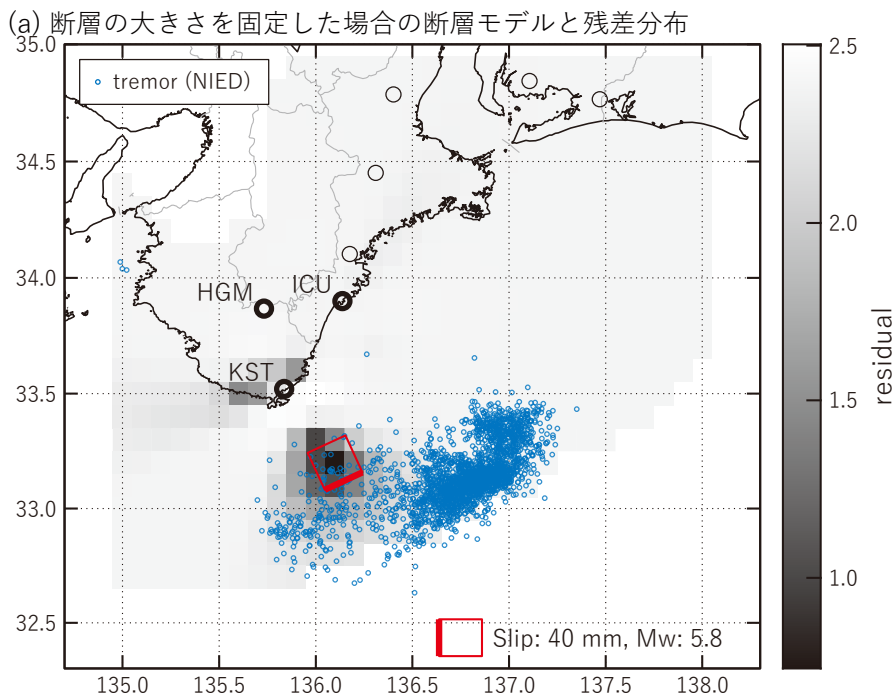 (a) 断層の大きさを固定した場合の断層モデルと残差分布
35.0
34.5
34.0
33.5
33.0
32.5
tremor (NIED)
HGM
ICU
KST
Slip: 40 mm, Mw: 5.8
135.0 135.5 136.0 136.5 137.0 137.5 138.0
2.5
2.0
1.5
1.0
residual